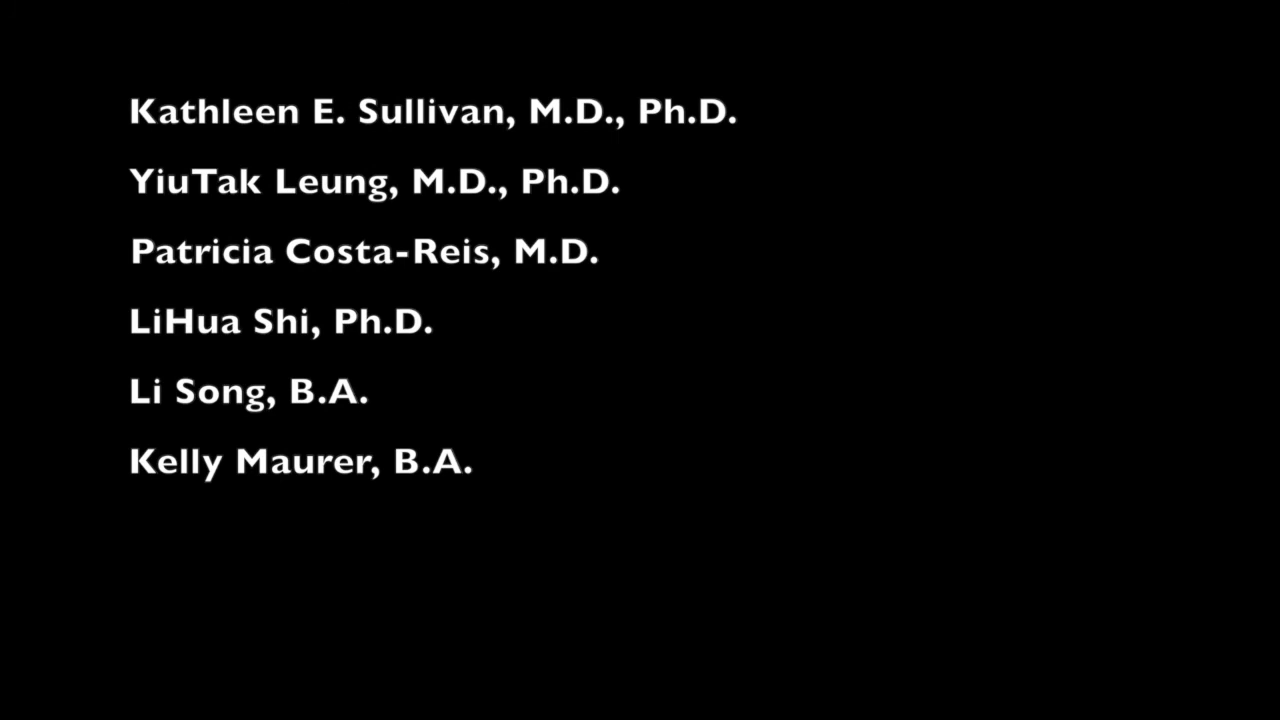 Kathleen E. Sullivan, M.D., Ph.D.
YiuTak Leung, M.D., Ph.D.
Patricia Costa-Reis, M.D.
LiHua Shi, Ph.D.
Li Song, B.A.
Kelly Maurer, B.A.